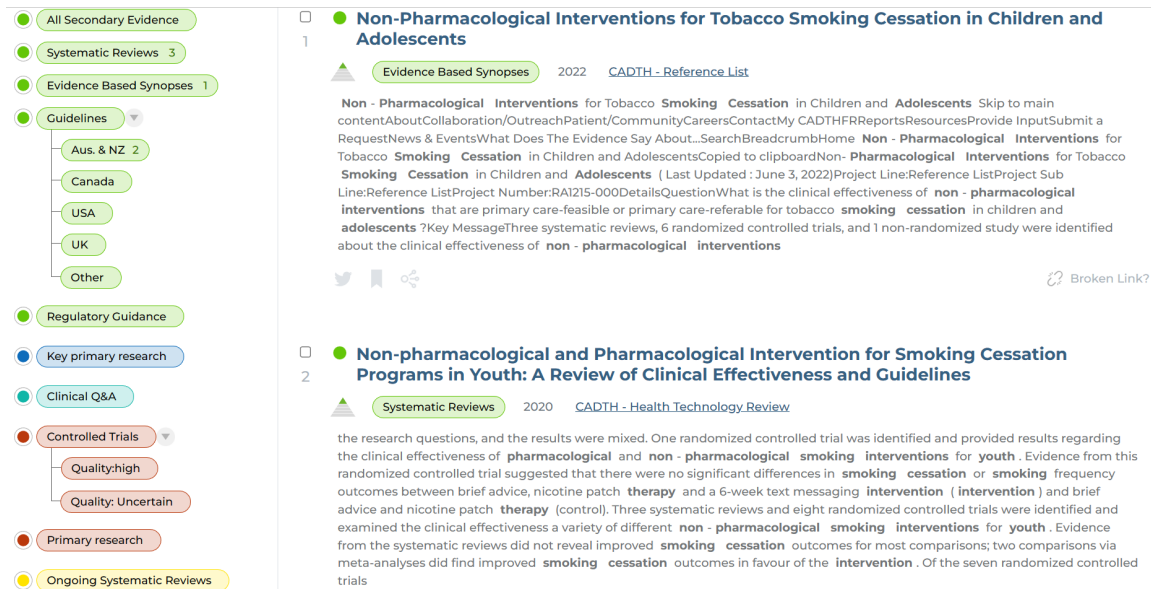 All Secondary Evidence
Systematic Reviews 3
Evidence Based Synopses 1
Guidelines
Aus. & NZ 2
Canada
USA
UK
Other
Regulatory Guidance
Key primary research
Clinical Q&A
Controlled Trials
Quality:high
Quality: Uncertain
Primary research
Ongoing Systematic Reviews
1
Non-Pharmacological Interventions for Tobacco Smoking Cessation in Children and
Adolescents
Evidence Based Synopses 2022 CADTH - Reference List
Non - Pharmacological Interventions for Tobacco Smoking Cessation in Children and Adolescents Skip to main
contentAboutCollaboration/OutreachPatient/CommunityCareersContactMy CADTHFRReportsResourcesProvide InputSubmit a
RequestNews & EventsWhat Does The Evidence Say About...SearchBreadcrumbHome Non - Pharmacological Interventions for
Tobacco Smoking Cessation in Children and AdolescentsCopied to clipboardNon- Pharmacological Interventions for Tobacco
Smoking Cessation in Children and Adolescents ( Last Updated : June 3, 2022)Project Line:Reference ListProject Sub
Line:Reference ListProject Number:RA1215-000DetailsQuestionWhat is the clinical effectiveness of non - pharmacological
interventions that are primary care-feasible or primary care-referable for tobacco smoking cessation in children and
adolescents ?Key MessageThree systematic reviews, 6 randomized controlled trials, and 1 non-randomized study were identified
about the clinical effectiveness of non - pharmacological interventions
Broken Link?
2
Non-pharmacological and Pharmacological Intervention for Smoking Cessation
Programs in Youth: A Review of Clinical Effectiveness and Guidelines
Systematic Reviews 2020 CADTH - Health Technology Review
the research questions, and the results were mixed. One randomized controlled trial was identified and provided results regarding
the clinical effectiveness of pharmacological and non - pharmacological smoking interventions for youth . Evidence from this
randomized controlled trial suggested that there were no significant differences in smoking cessation or smoking frequency
outcomes between brief advice, nicotine patch therapy and a 6-week text messaging intervention ( intervention ) and brief
advice and nicotine patch therapy (control). Three systematic reviews and eight randomized controlled trials were identified and
examined the clinical effectiveness a variety of different non - pharmacological smoking interventions for youth . Evidence
from the systematic reviews did not reveal improved smoking cessation outcomes for most comparisons; two comparisons via
meta-analyses did find improved smoking cessation outcomes in favour of the intervention . Of the seven randomized controlled
trials